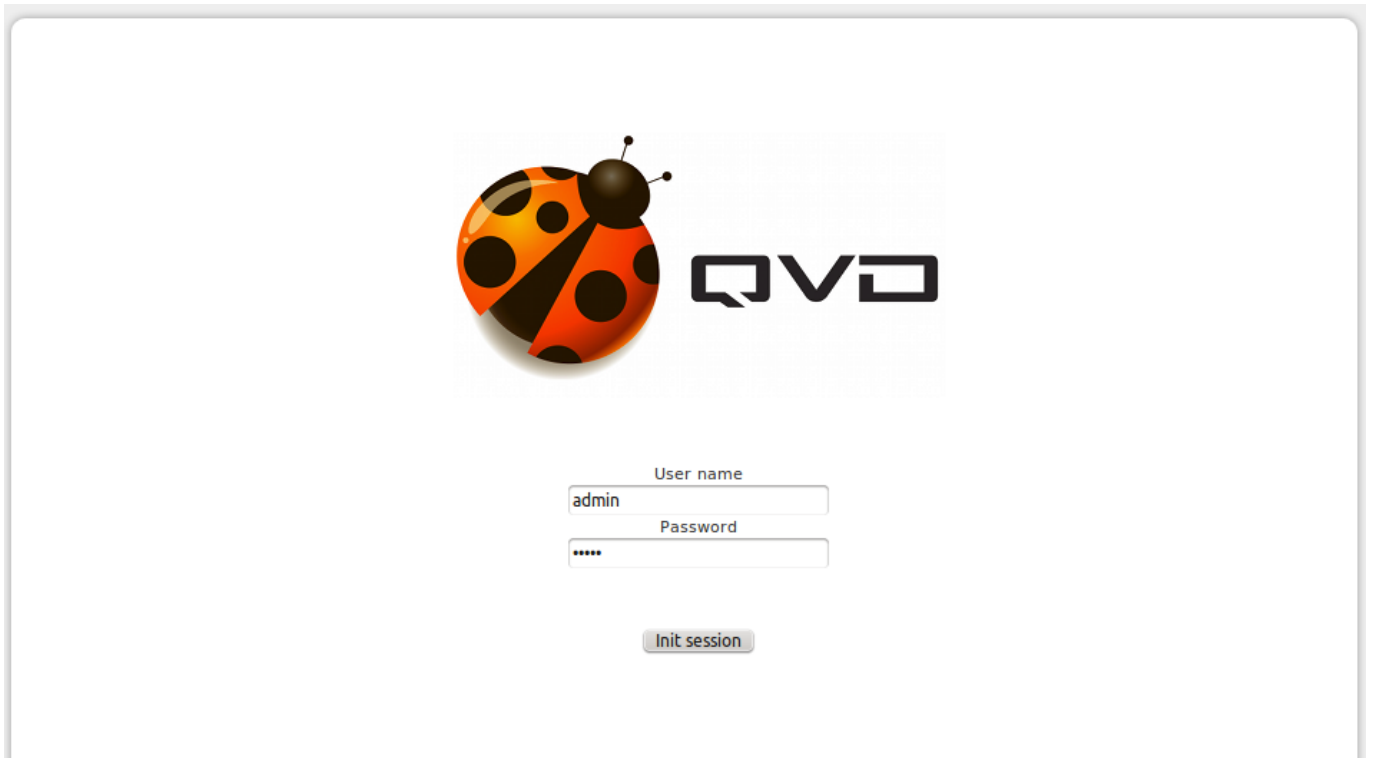 QVD
User name
admin
Password
•••••
Init session